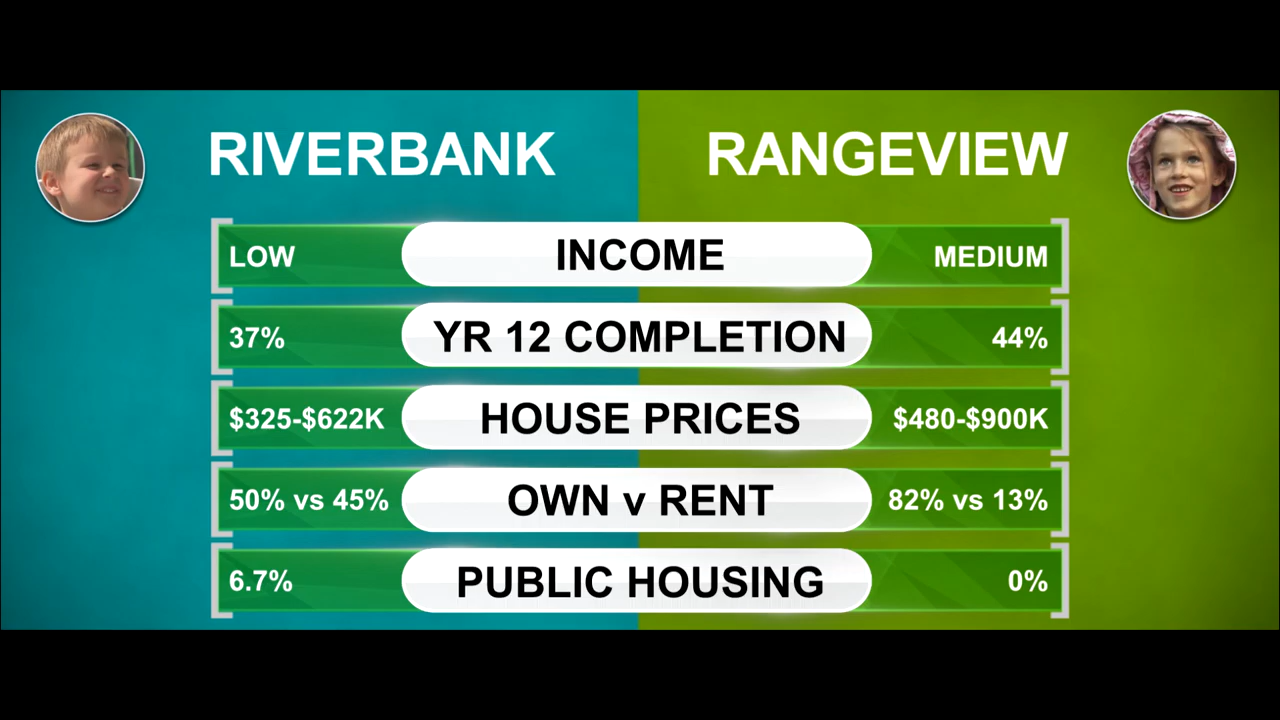 RIVERBANK RANGEVIEW
LOW INCOME MEDIUM
37% YR 12 COMPLETION 44%
$325-$622K HOUSE PRICES $480-$900K
50% vs 45% OWN v RENT 82% vs 13%
6.7% PUBLIC HOUSING 0%